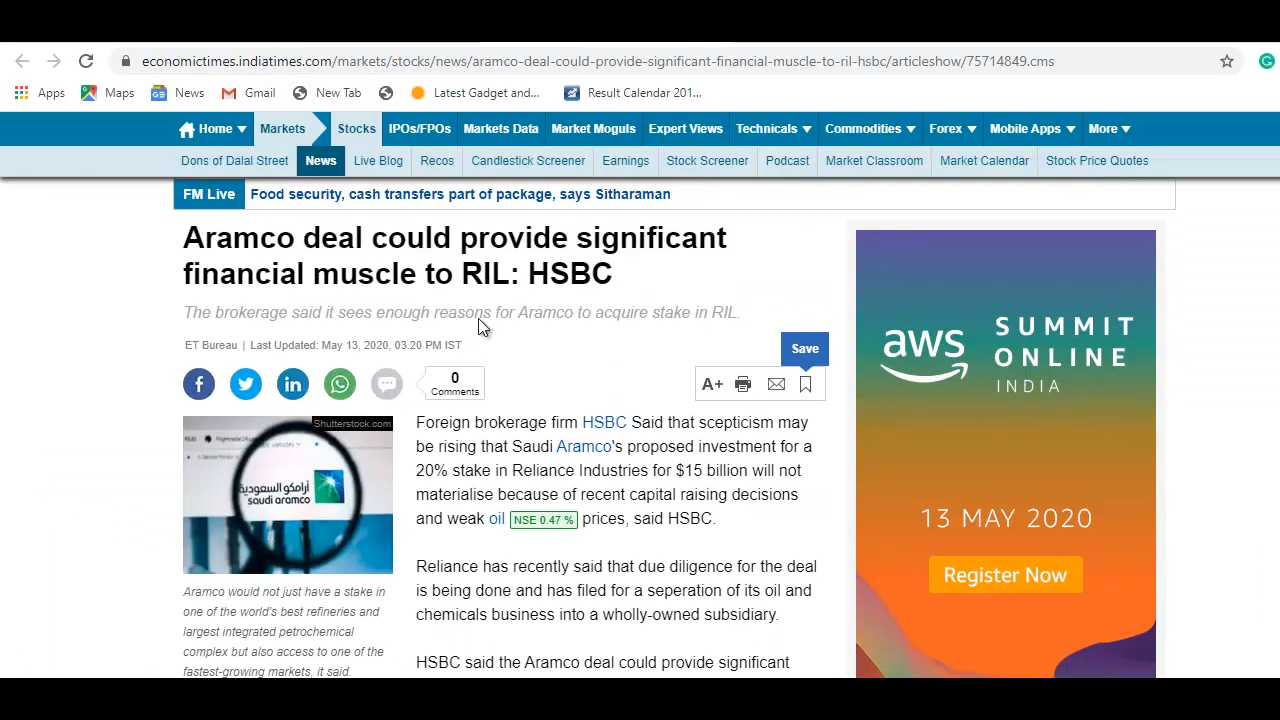 economictimes.indiatimes.com/markets/stocks/news/aramco-deal-could-provide-significant-financial-muscle-to-ril-hsbc/articleshow/75714849.cms
Apps Maps News Gmail New Tab Latest Gadget and... Result Calendar 201...
Home Markets Stocks IPOs/FPOs Markets Data Market Moguls Expert Views Technicals Commodities Forex Mobile Apps More
Dons of Dalal Street News Live Blog Recos Candlestick Screener Earnings Stock Screener Podcast Market Classroom Market Calendar Stock Price Quotes
FM Live Food security, cash transfers part of package, says Sitharaman
Aramco deal could provide significant
financial muscle to RIL: HSBC
The brokerage said it sees enough reasons for Aramco to acquire stake in RIL.
ET Bureau | Last Updated: May 13, 2020, 03.20 PM IST
Save
0
Comments
A+
Shutterstock.com
أرامكو السعودية
saudi aramco
Aramco would not just have a stake in
one of the world's best refineries and
largest integrated petrochemical
complex but also access to one of the
fastest-growing markets, it said.
Foreign brokerage firm HSBC Said that scepticism may
be rising that Saudi Aramco's proposed investment for a
20% stake in Reliance Industries for $15 billion will not
materialise because of recent capital raising decisions
and weak oil NSE 0.47 % prices, said HSBC.
Reliance has recently said that due diligence for the deal
is being done and has filed for a seperation of its oil and
chemicals business into a wholly-owned subsidiary.
HSBC said the Aramco deal could provide significant
aws
SUMMIT
ONLINE
INDIA
13 MAY 2020
Register Now